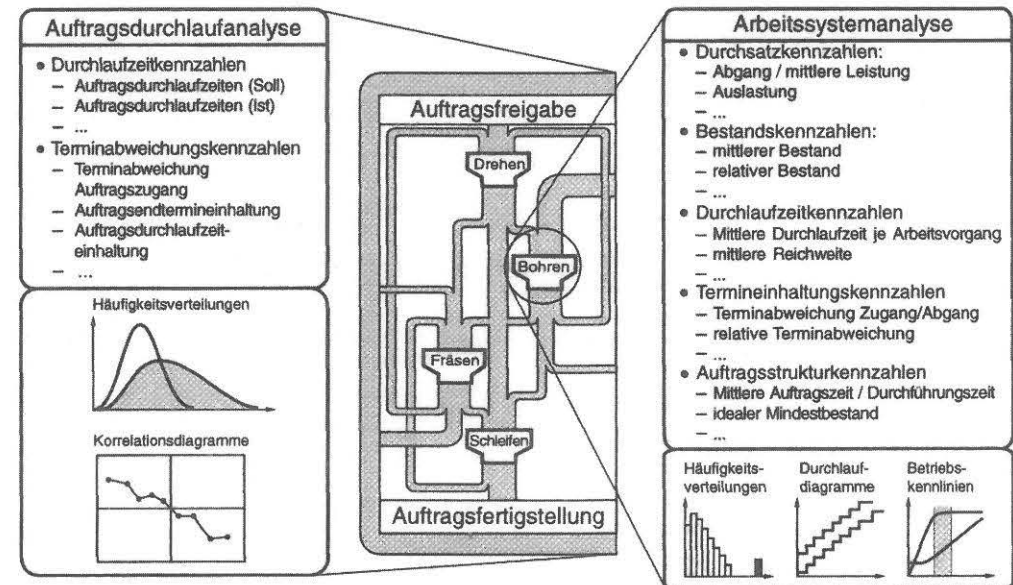 Auftragsdurchlaufanalyse
• Durchlaufzeitkennzahlen
– Auftragsdurchlaufzeiten (Soll)
– Auftragsdurchlaufzeiten (Ist)
– ...
• Terminabweichungskennzahlen
– Terminabweichung
Auftragszugang
– Auftragsendtermineinhaltung
– Auftragsdurchlaufzeit-
einhaltung
– ...
Häufigkeitsverteilungen
Korrelationsdiagramme
Auftragsfreigabe
Drehen
Bohren
Fräsen
Schleifen
Auftragsfertigstellung
Arbeitssystemanalyse
• Durchsatzkennzahlen:
– Abgang / mittlere Leistung
– Auslastung
– ...
• Bestandskennzahlen:
– mittlerer Bestand
– relativer Bestand
– ...
• Durchlaufzeitkennzahlen
– Mittlere Durchlaufzeit je Arbeitsvorgang
– mittlere Reichweite
– ...
• Termineinhaltungskennzahlen
– Terminabweichung Zugang/Abgang
– relative Terminabweichung
– ...
• Auftragsstrukturkennzahlen
– Mittlere Auftragszeit / Durchführungszeit
– idealer Mindestbestand
– ...
Häufigkeits-
verteilungen
Durchlauf-
diagramme
Betriebs-
kennlinien